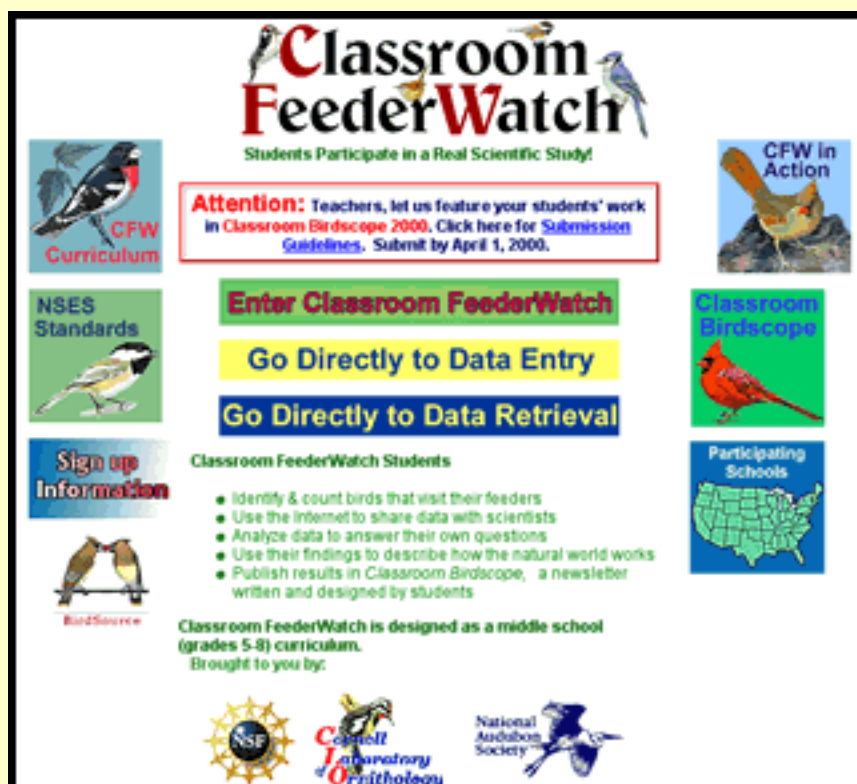 Classroom
FeederWatch
Students Participate in a Real Scientific Study!
CFW
Curriculum
CFW in
Action
Attention: Teachers, let us feature your students' work
in Classroom Birdscope 2000. Click here for Submission
Guidelines. Submit by April 1, 2000.
NSES
Standards
Enter Classroom FeederWatch
Go Directly to Data Entry
Go Directly to Data Retrieval
Classroom
Birdscope
Sign up
Information
Participating
Schools
BirdSource
Classroom FeederWatch Students
Identify & count birds that visit their feeders
Use the Internet to share data with scientists
Analyze data to answer their own questions
Use their findings to describe how the natural world works
Publish results in Classroom Birdscope, a newsletter
written and designed by students
Classroom FeederWatch is designed as a middle school
(grades 5-8) curriculum.
Brought to you by:
NSF
Cornell
Laboratory
of Ornithology
National
Audubon
Society